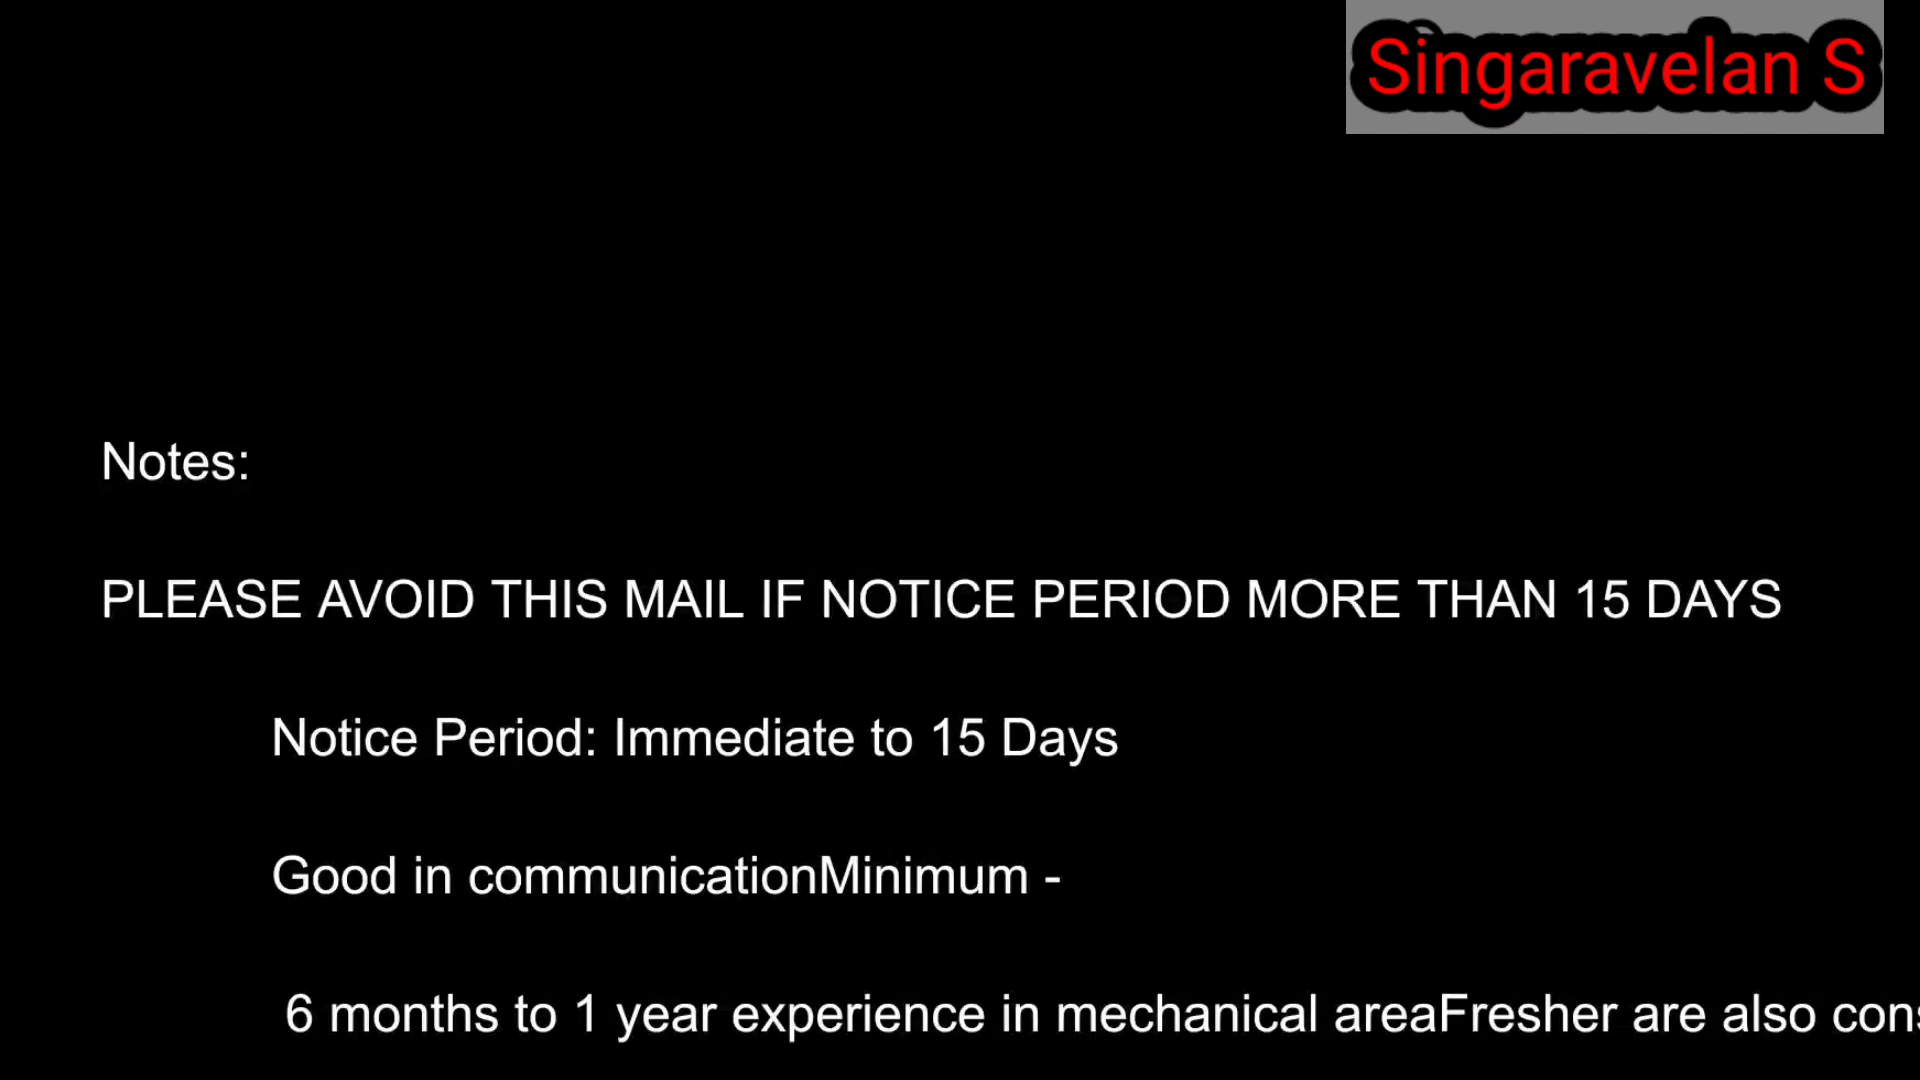 Singaravelan S
Notes:
PLEASE AVOID THIS MAIL IF NOTICE PERIOD MORE THAN 15 DAYS
Notice Period: Immediate to 15 Days
Good in communicationMinimum -
6 months to 1 year experience in mechanical areaFresher are also